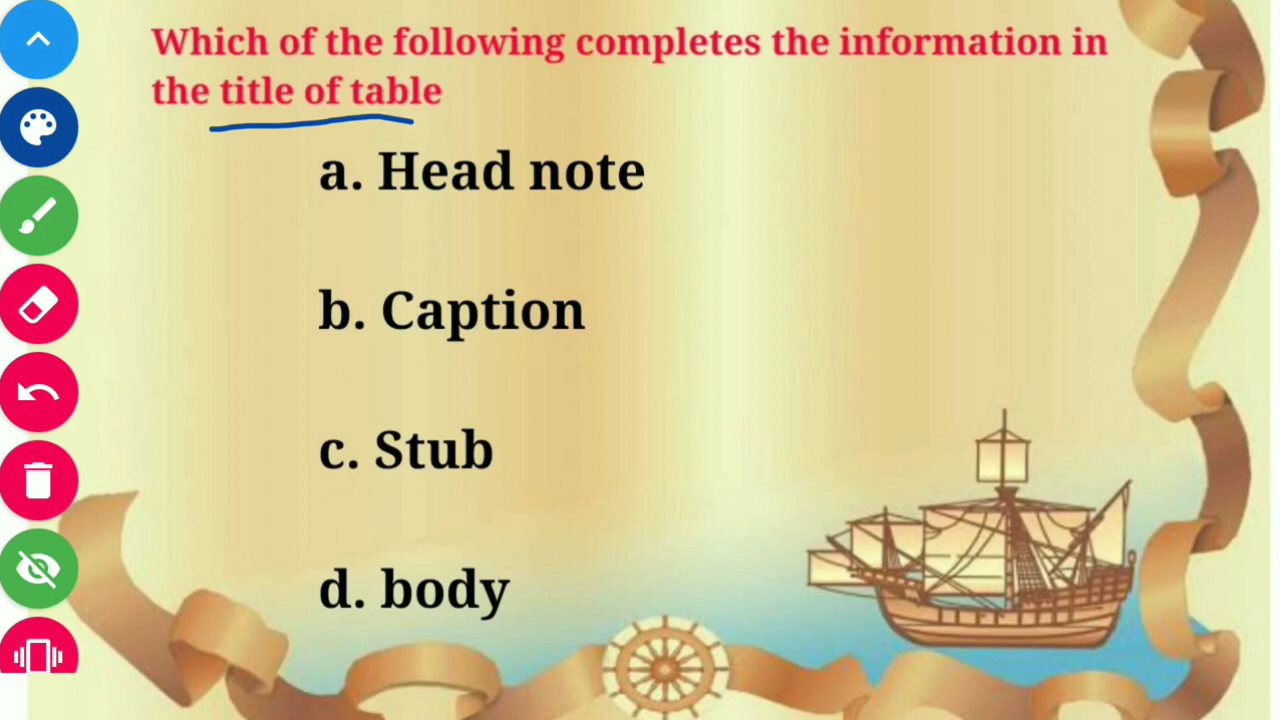 Which of the following completes the information in
the title of table
a. Head note
b. Caption
c. Stub
d. body